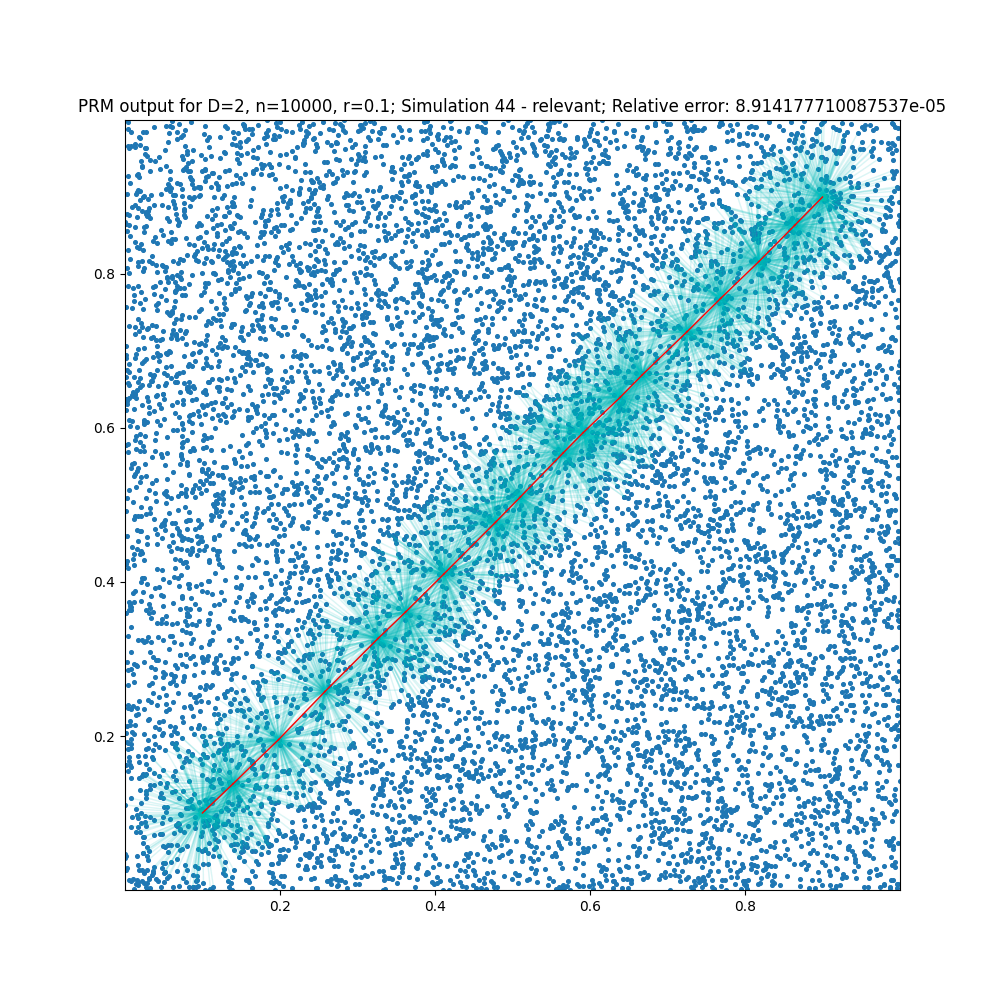 PRM output for D=2, n=10000, r=0.1; Simulation 44 - relevant; Relative error: 8.914177710087537e-05
0.8
0.6
0.4
0.2
0.2 0.4 0.6 0.8